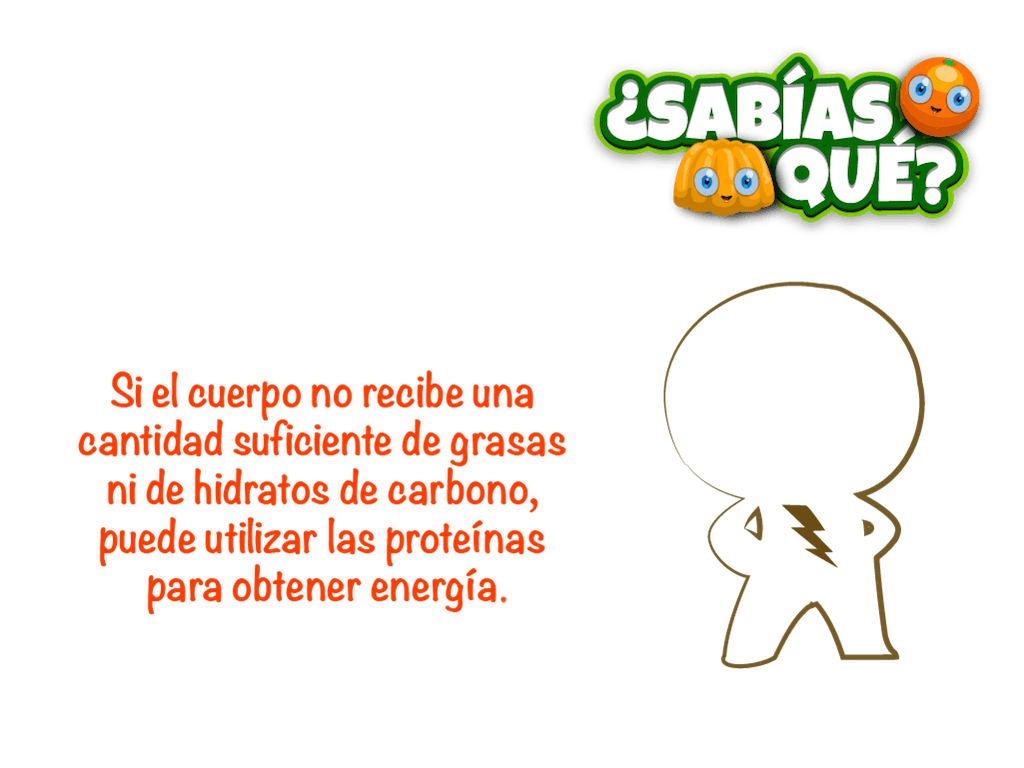 ¿SABÍAS
QUÉ?
Si el cuerpo no recibe una
cantidad suficiente de grasas
ni de hidratos de carbono,
puede utilizar las proteínas
para obtener energía.